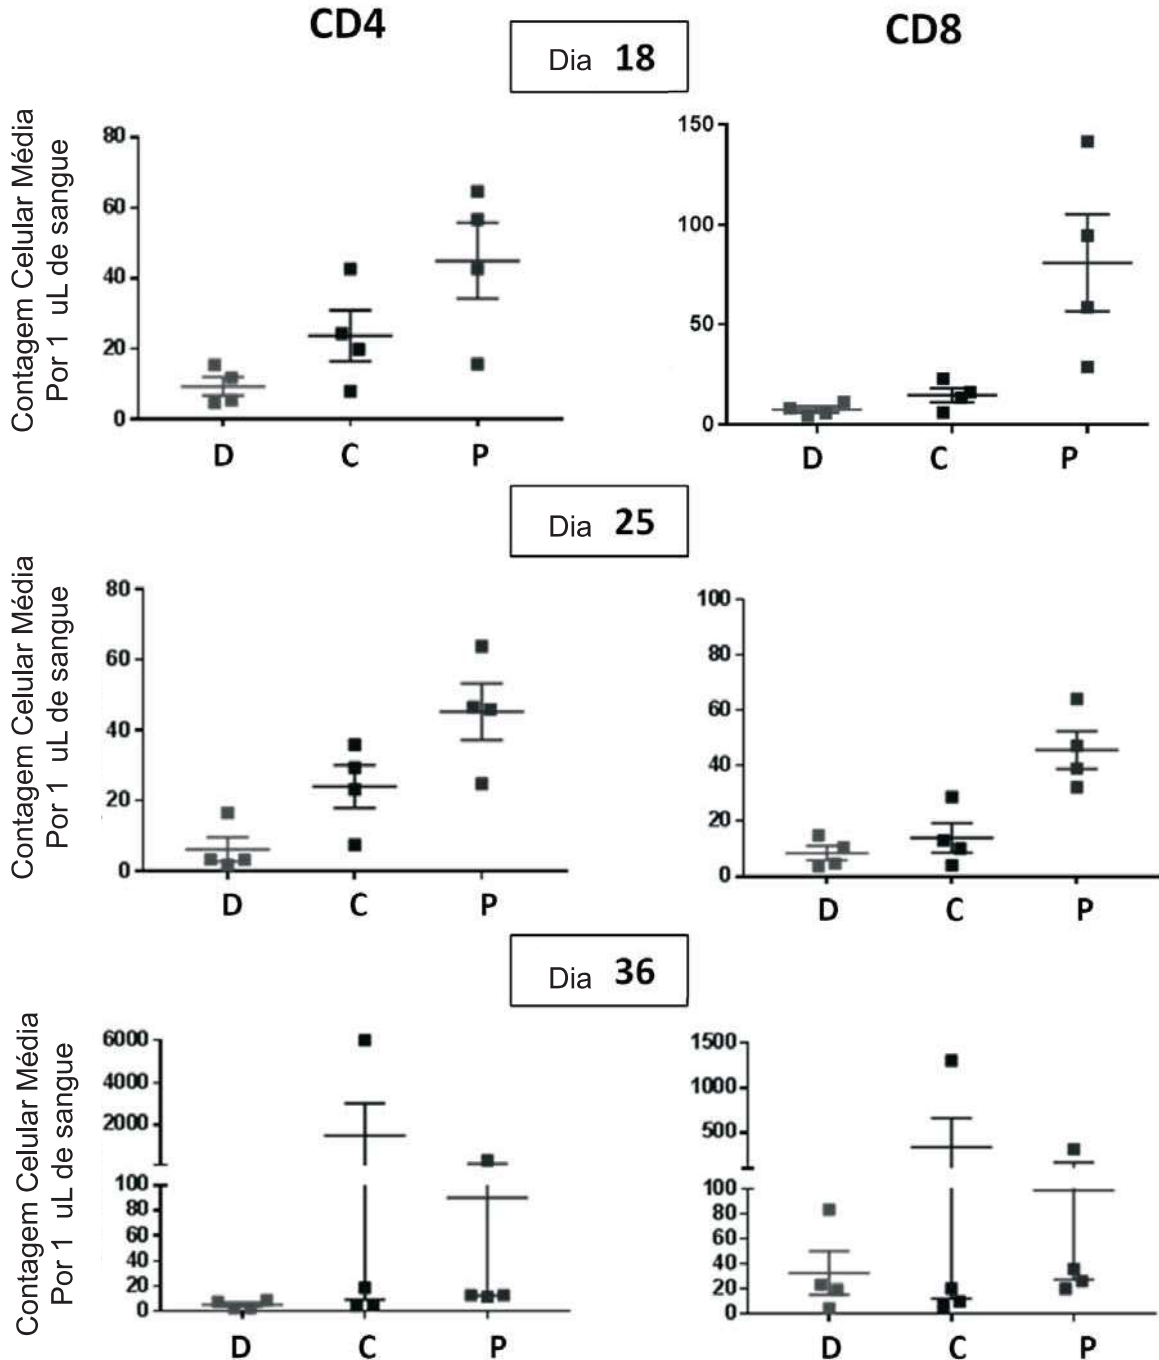 CD4
CD8
Dia 18
Contagem Celular Média
Por 1 uL de sangue
80
60
40
20
0
D
C
P
150
100
50
0
D
C
P
Dia 25
Contagem Celular Média
Por 1 uL de sangue
80
60
40
20
0
D
C
P
100
80
60
40
20
0
D
C
P
Dia 36
Contagem Celular Média
Por 1 uL de sangue
6000
4000
2000
100
80
60
40
20
0
D
C
P
1500
1000
500
100
80
60
40
20
0
D
C
P